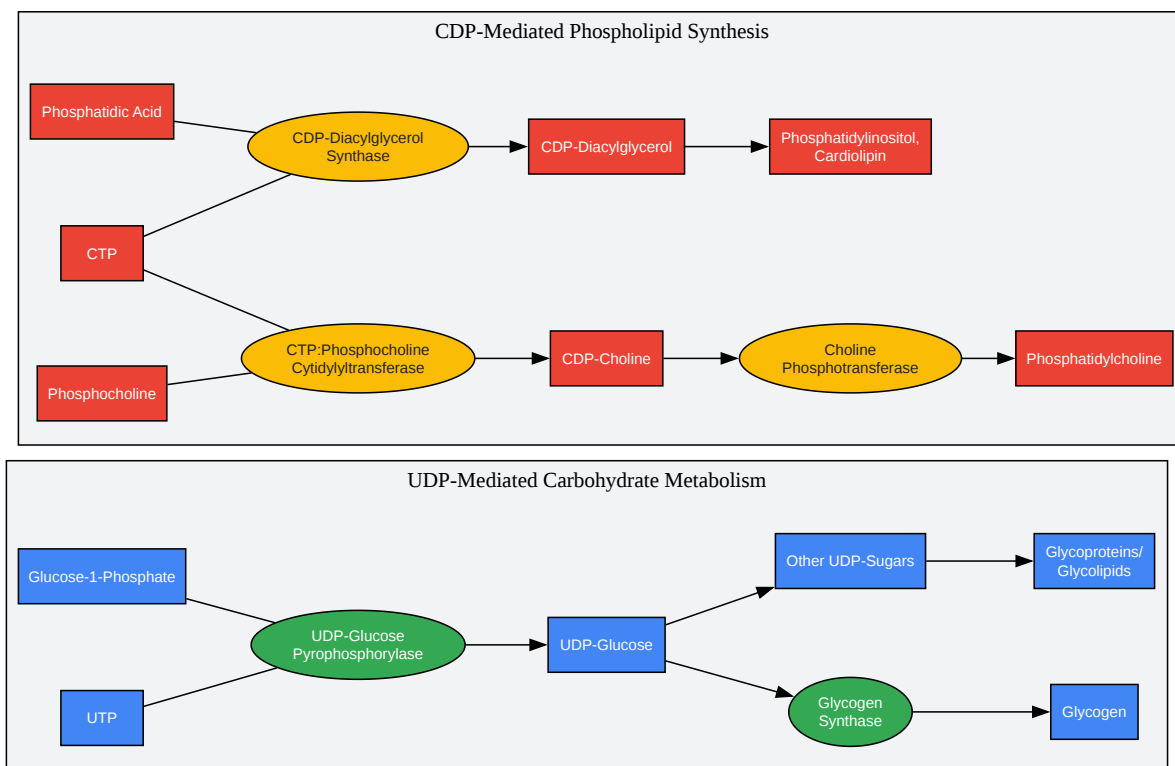 CDP-Mediated Phospholipid Synthesis
Phosphatidic Acid
CDP-Diacylglycerol
Synthase
CDP-Diacylglycerol
Phosphatidylinositol,
Cardiolipin
CTP
CTP:Phosphocholine
Cytidylyltransferase
CDP-Choline
Choline
Phosphotransferase
Phosphatidylcholine
Phosphocholine
UDP-Mediated Carbohydrate Metabolism
Glucose-1-Phosphate
UDP-Glucose
Pyrophosphorylase
UDP-Glucose
Other UDP-Sugars
Glycoproteins/
Glycolipids
UTP
Glycogen
Synthase
Glycogen